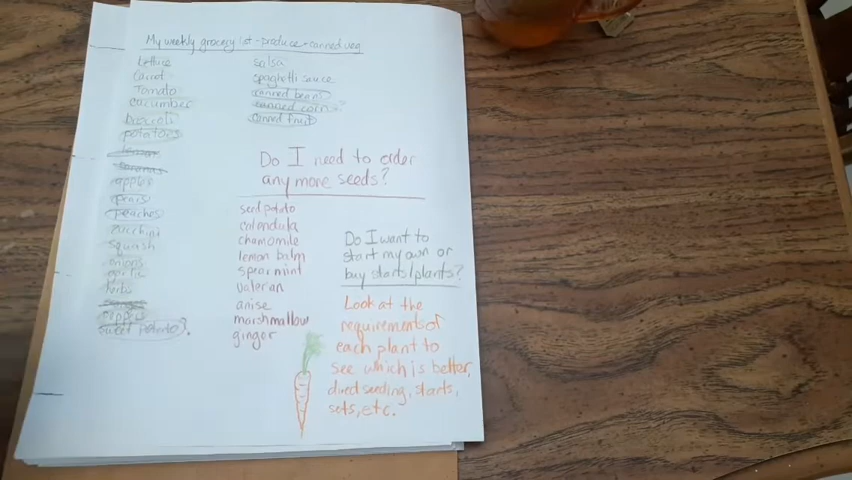 My weekly grocery list - produce + canned veg
Lettice
Carrot
Tomato
cucumber
broccoli
potatoes
bananas
apples
pears
peaches
zucchini
squash
onions
garlic
herbs
peppers
sweet potato?
salsa
spaghetti sauce
canned beans
canned corn?
canned fruit
Do I need to order
any more seeds?
seed potato
calendula
chamomile
lemon balm
spearmint
valeran
anise
marshmallow
ginger
Do I want to
start my own or
buy starts/plants?
Look at the
requirements of
each plant to
see which is better,
direct seeding, starts,
sets, etc.